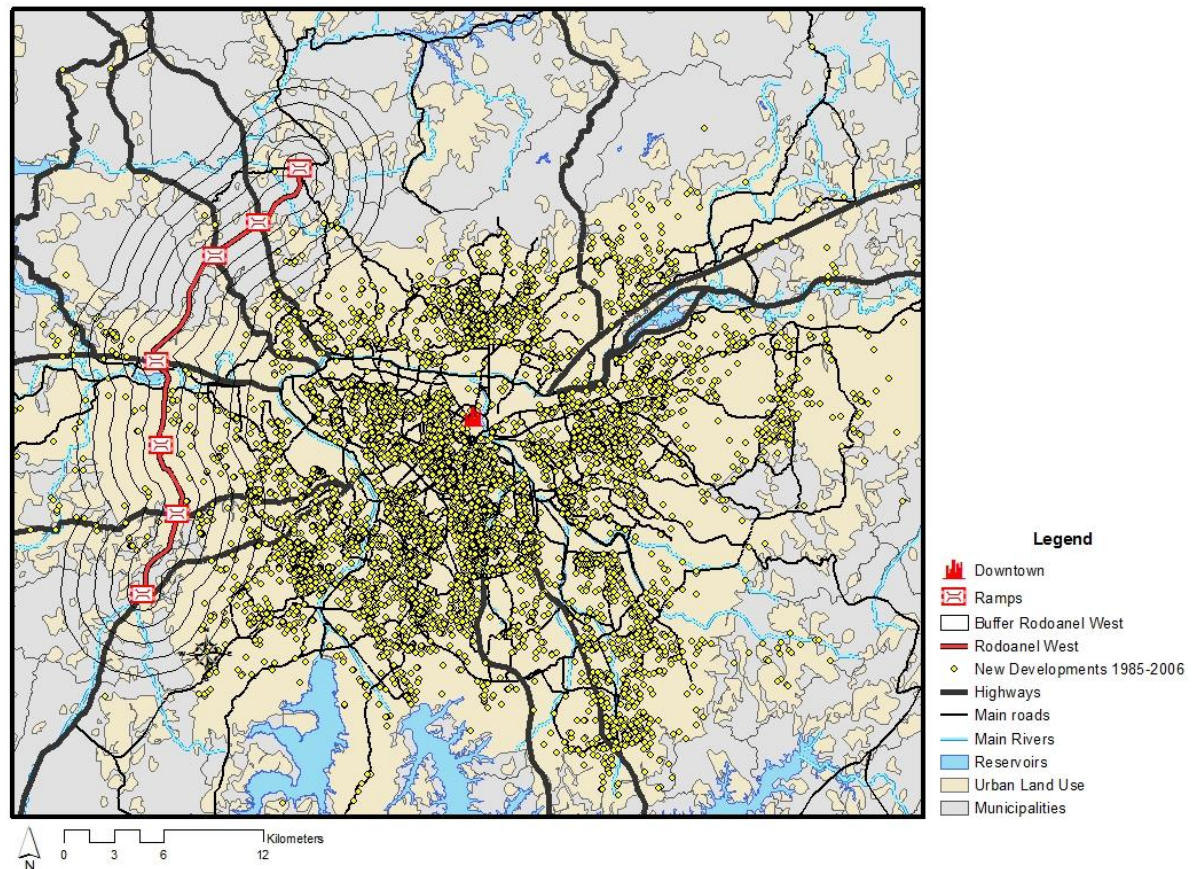 Legend
Downtown
Ramps
Buffer Rodoanel West
Rodoanel West
New Developments 1985-2006
Highways
Main roads
Main Rivers
Reservoirs
Urban Land Use
Municipalities
Kilometers
0 3 6 12
N